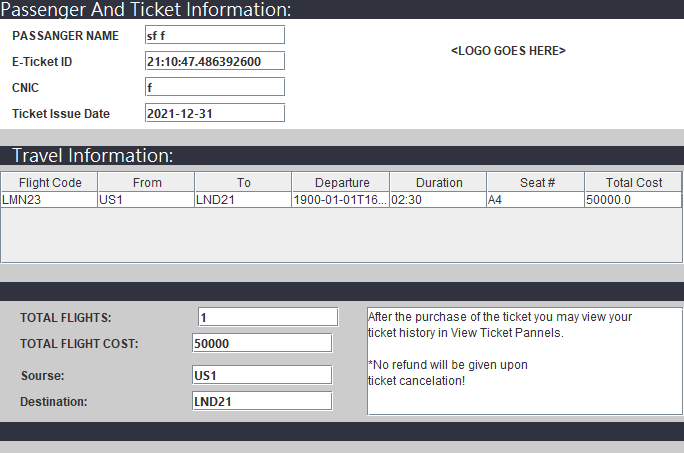 Passenger And Ticket Information:
PASSANGER NAME sf f
<LOGO GOES HERE>
E-Ticket ID 21:10:47.486392600
CNIC f
Ticket Issue Date 2021-12-31
Travel Information:
Flight Code From To Departure Duration Seat # Total Cost
LMN23 US1 LND21 1900-01-01T16... 02:30 A4 50000.0
TOTAL FLIGHTS: 1
TOTAL FLIGHT COST: 50000
Sourse: US1
Destination: LND21
After the purchase of the ticket you may view your
ticket history in View Ticket Pannels.
*No refund will be given upon
ticket cancelation!